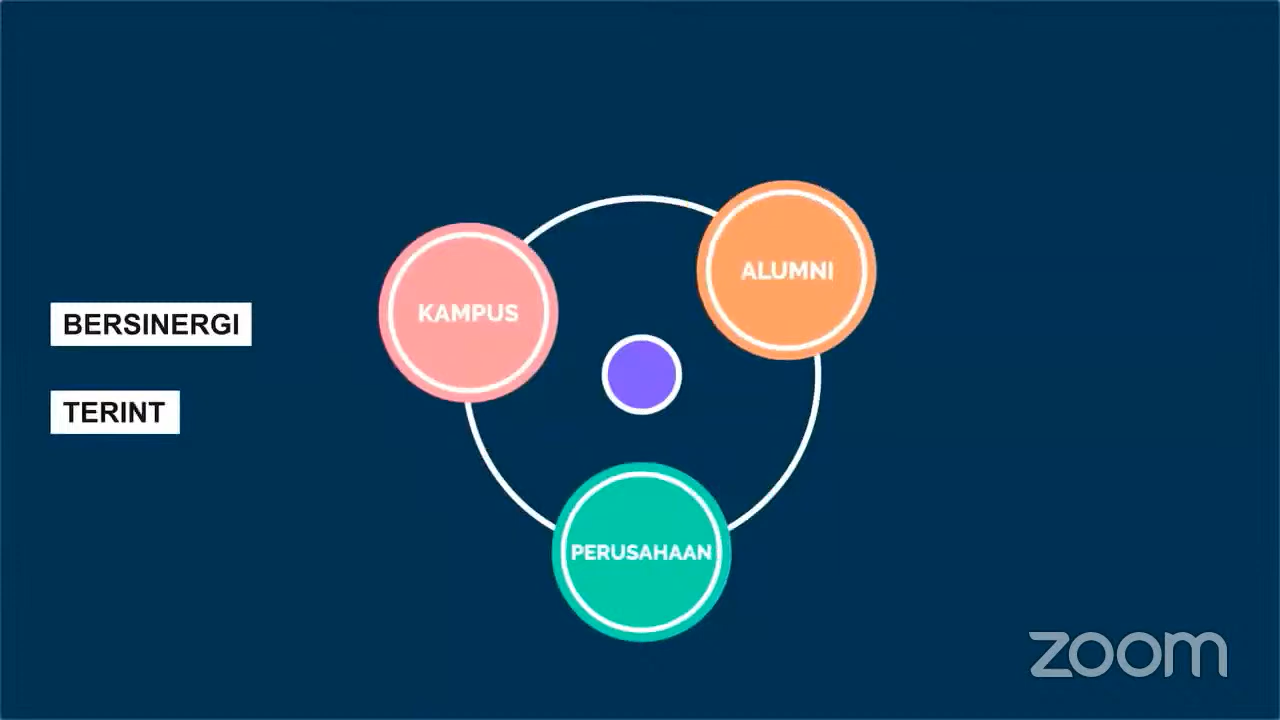 ALUMNI
KAMPUS
BERSINERGI
TERINT
PERUSAHAAN
zoom